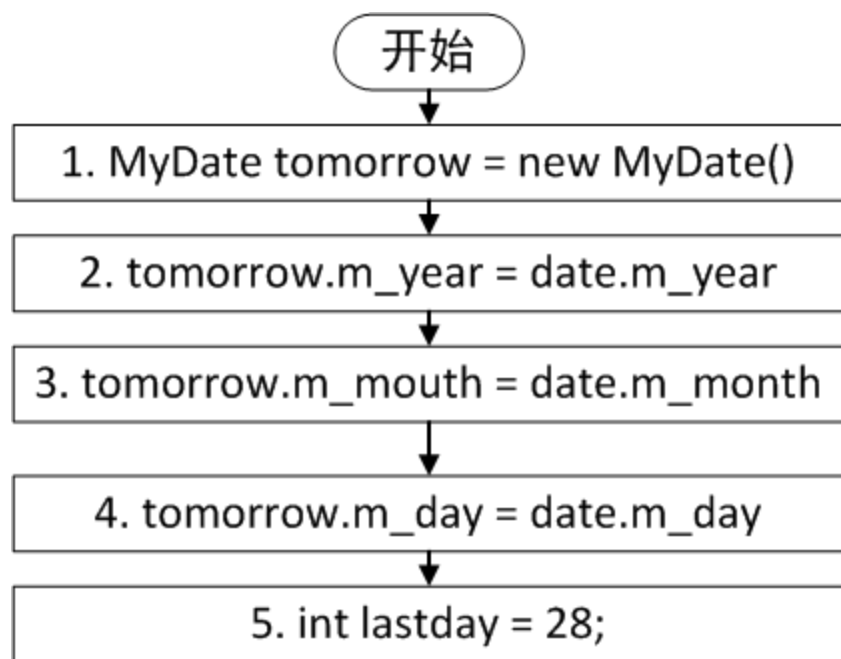 开始
1. MyDate tomorrow = new MyDate()
2. tomorrow.m_year = date.m_year
3. tomorrow.m_mouth = date.m_month
4. tomorrow.m_day = date.m_day
5. int lastday = 28;